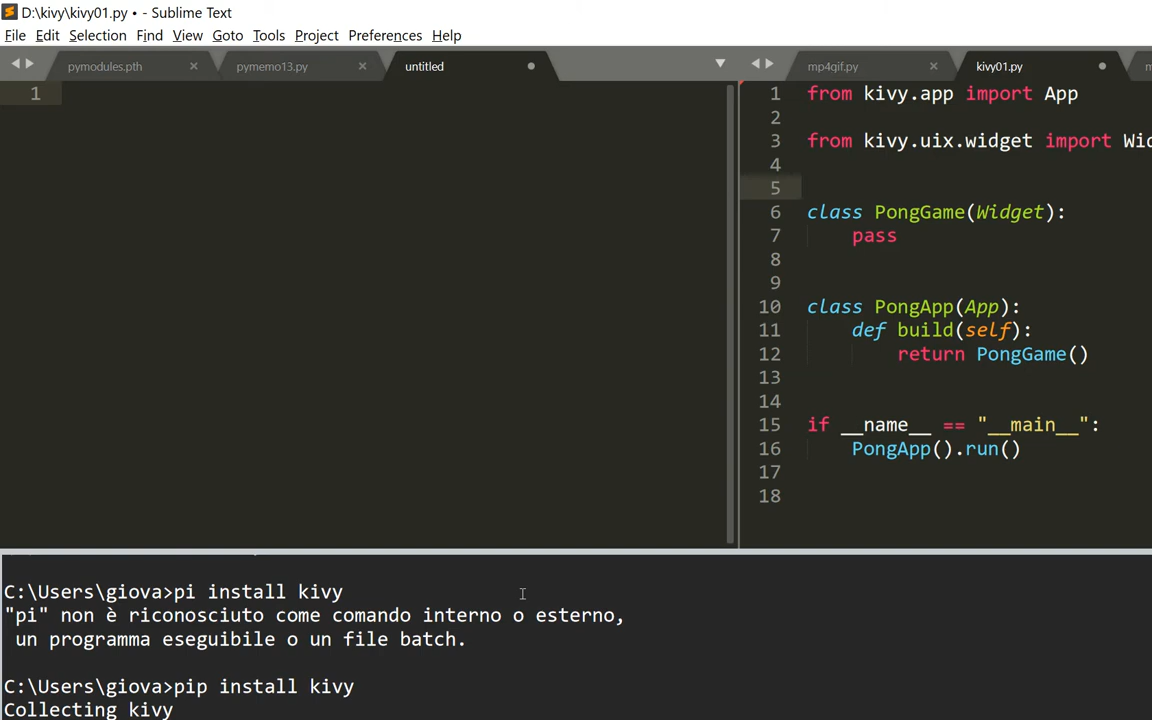 D:\kivy\kivy01.py • - Sublime Text
File Edit Selection Find View Goto Tools Project Preferences Help
pymodules.pth × pymemo13.py × untitled
mp4gif.py × kivy01.py
1
1 from kivy.app import App
2
3 from kivy.uix.widget import Wid
4
5
6 class PongGame(Widget):
7 pass
8
9
10 class PongApp(App):
11 def build(self):
12 return PongGame()
13
14
15 if __name__ == "__main__":
16 PongApp().run()
17
18
C:\Users\giova>pi install kivy
"pi" non è riconosciuto come comando interno o esterno,
un programma eseguibile o un file batch.
C:\Users\giova>pip install kivy
Collecting kivy